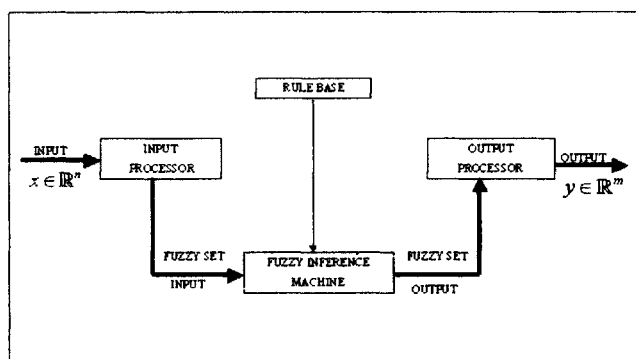 RULE BASE
INPUT
x ∈ ℝⁿ
INPUT
PROCESSOR
OUTPUT
PROCESSOR
OUTPUT
y ∈ ℝᵐ
FUZZY SET
INPUT
FUZZY INFERENCE
MACHINE
FUZZY SET
OUTPUT